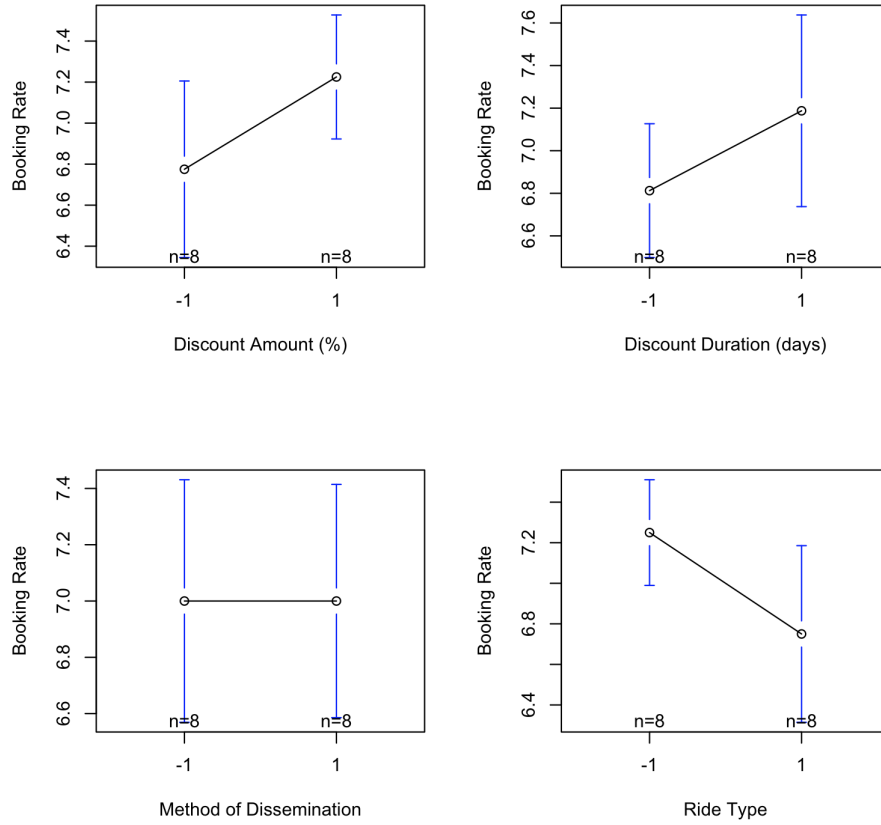 Booking Rate
7.4
7.2
7.0
6.8
6.6
6.4
n=8 n=8
-1 1
Discount Amount (%)
Booking Rate
7.6
7.4
7.2
7.0
6.8
6.6
n=8 n=8
-1 1
Discount Duration (days)
Booking Rate
7.4
7.2
7.0
6.8
6.6
n=8 n=8
-1 1
Method of Dissemination
Booking Rate
7.2
6.8
6.4
n=8 n=8
-1 1
Ride Type